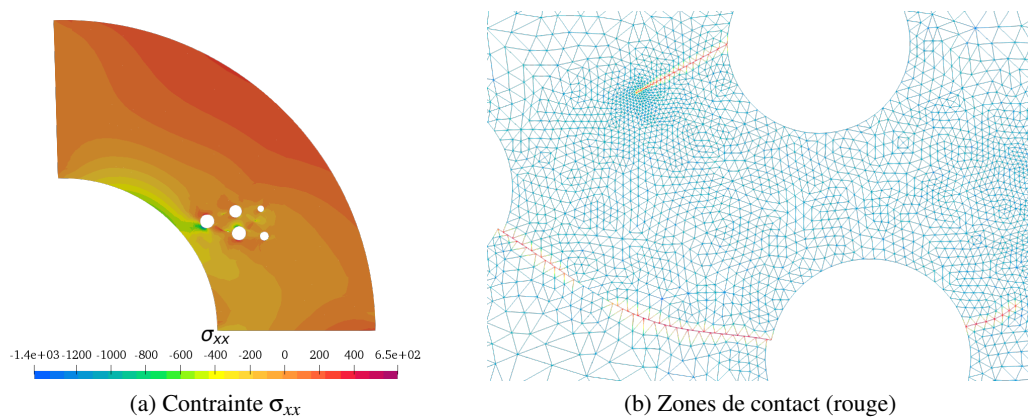 σxx
-1.4e+03 -1200 -1000 -800 -600 -400 -200 0 200 400 6.5e+02
(a) Contrainte σxx
(b) Zones de contact (rouge)